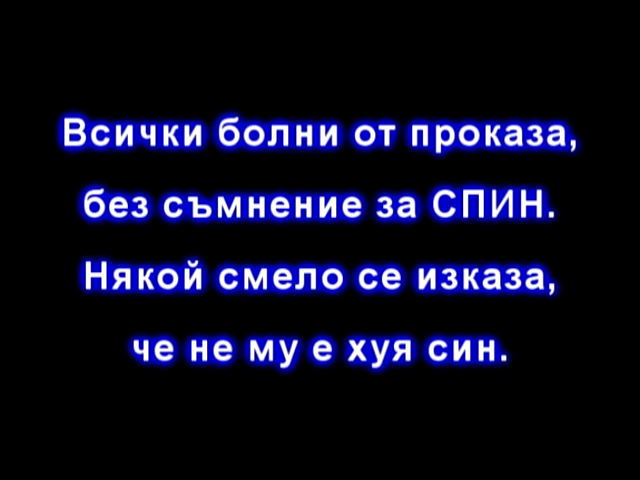 Всички болни от проказа,
без съмнение за СПИН.
Някой смело се изказа,
че не му е хуя син.